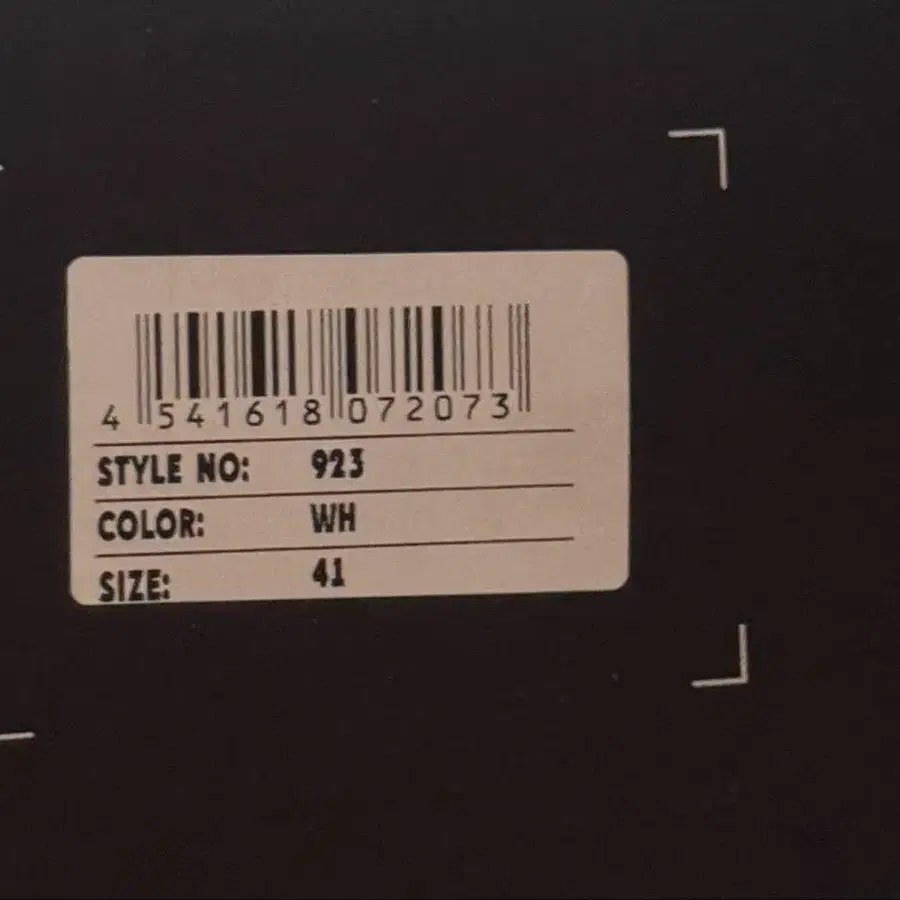 4 541618 072073
STYLE NO: 923
COLOR: WH
SIZE: 41